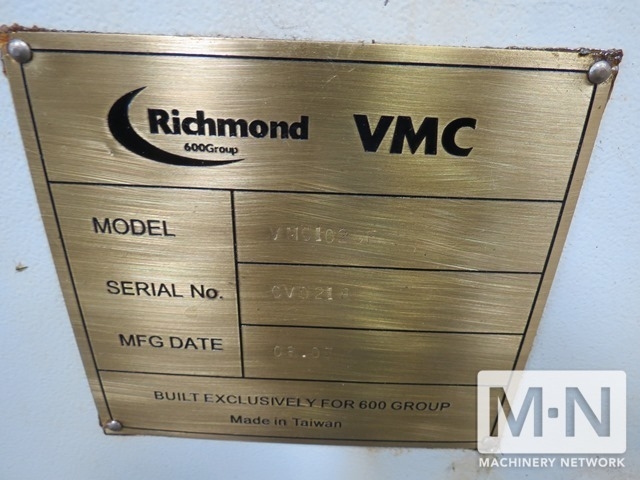 Richmond VMC
600Group
MODEL
SERIAL No.
MFG DATE
BUILT EXCLUSIVELY FOR 600 GROUP
Made in Taiwan
M·N
MACHINERY NETWORK